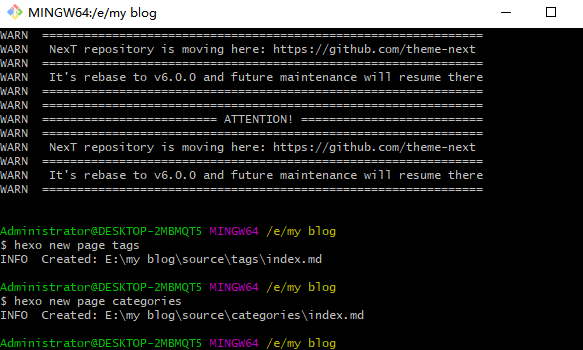 MINGW64:/e/my blog
WARN  ===============================================================
WARN   NexT repository is moving here: https://github.com/theme-next
WARN  ===============================================================
WARN   It's rebase to v6.0.0 and future maintenance will resume there
WARN  ===============================================================
WARN  ===============================================================
WARN  ========================= ATTENTION! ==========================
WARN  ===============================================================
WARN   NexT repository is moving here: https://github.com/theme-next
WARN  ===============================================================
WARN   It's rebase to v6.0.0 and future maintenance will resume there
WARN  ===============================================================
Administrator@DESKTOP-2MBMQT5 MINGW64 /e/my blog
$ hexo new page tags
INFO  Created: E:\my blog\source\tags\index.md
Administrator@DESKTOP-2MBMQT5 MINGW64 /e/my blog
$ hexo new page categories
INFO  Created: E:\my blog\source\categories\index.md
Administrator@DESKTOP-2MBMQT5 MINGW64 /e/my blog